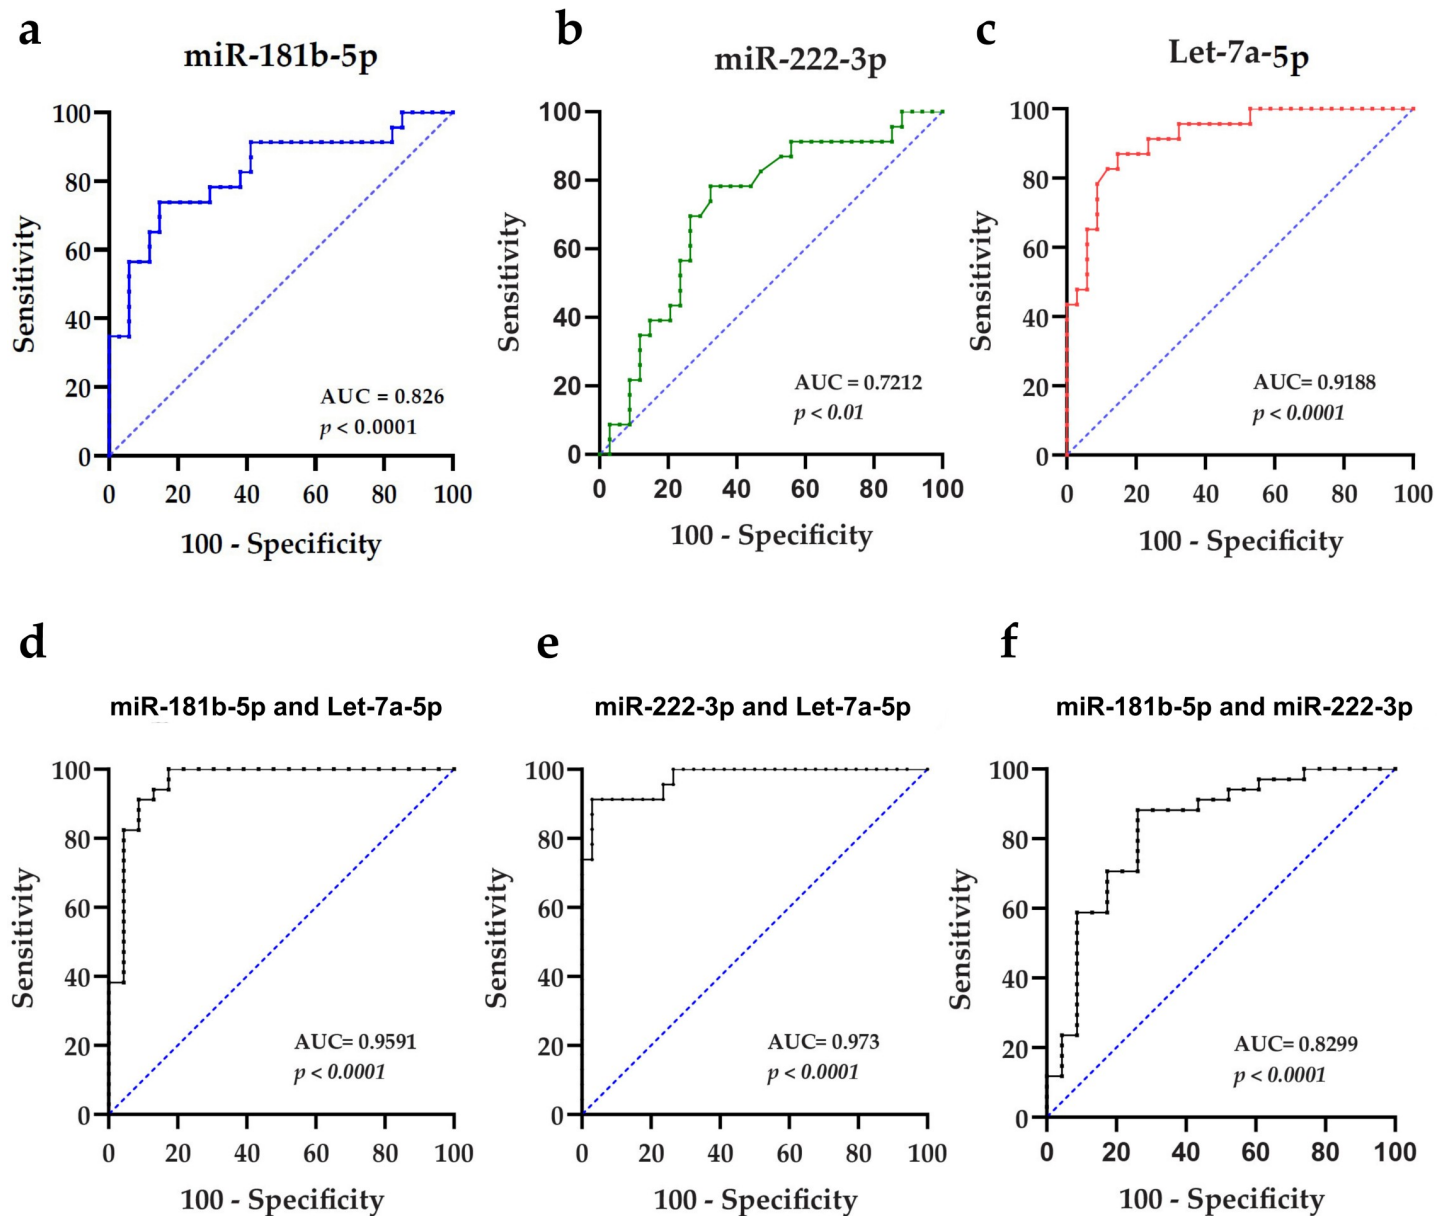 a
miR-181b-5p
100
80
60
40
20
0
Sensitivity
AUC = 0.826
p < 0.0001
0 20 40 60 80 100
100 - Specificity
b
miR-222-3p
100
80
60
40
20
0
Sensitivity
AUC = 0.7212
p < 0.01
0 20 40 60 80 100
100 - Specificity
c
Let-7a-5p
100
80
60
40
20
0
Sensitivity
AUC= 0.9188
p < 0.0001
0 20 40 60 80 100
100 - Specificity
d
miR-181b-5p and Let-7a-5p
100
80
60
40
20
0
Sensitivity
AUC= 0.9591
p < 0.0001
0 20 40 60 80 100
100 - Specificity
e
miR-222-3p and Let-7a-5p
100
80
60
40
20
0
Sensitivity
AUC= 0.973
p < 0.0001
0 20 40 60 80 100
100 - Specificity
f
miR-181b-5p and miR-222-3p
100
80
60
40
20
0
Sensitivity
AUC= 0.8299
p < 0.0001
0 20 40 60 80 100
100 - Specificity